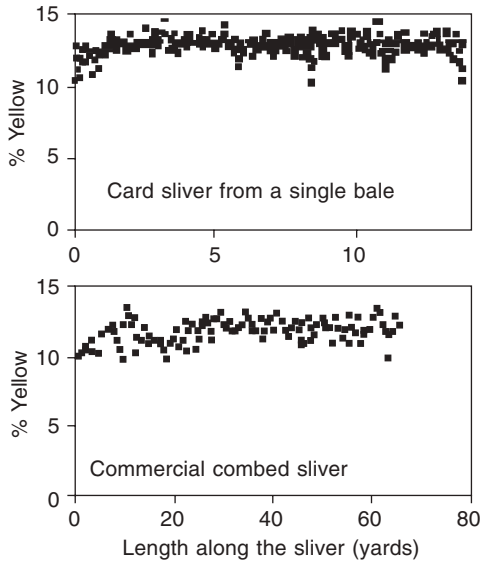 15
10
5
0
% Yellow
Card sliver from a single bale
0 5 10
15
10
5
0
% Yellow
Commercial combed sliver
0 20 40 60 80
Length along the sliver (yards)